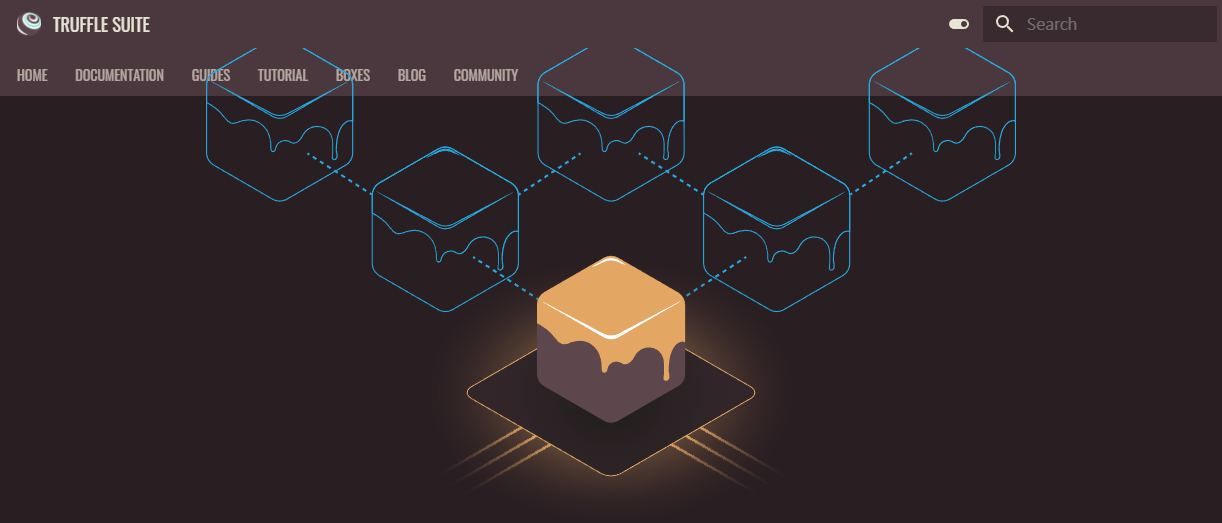 TRUFFLE SUITE
Search
HOME DOCUMENTATION GUIDES TUTORIAL BOXES BLOG COMMUNITY